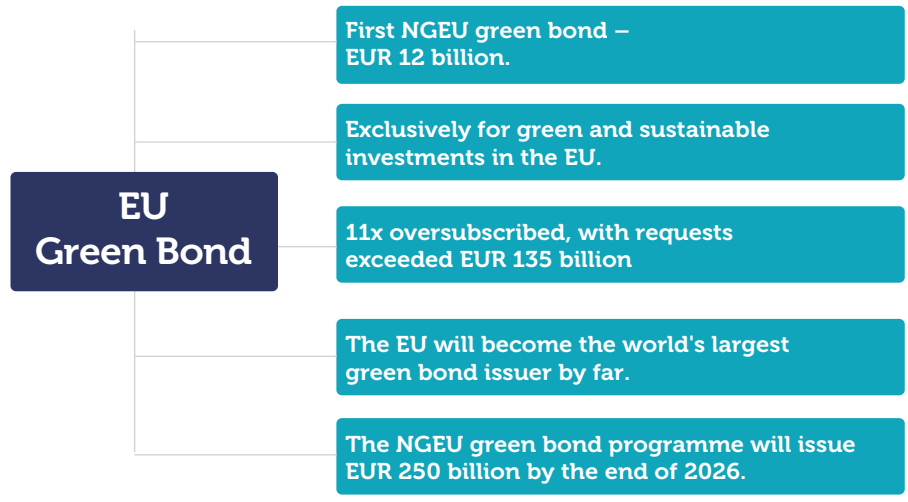 EU
Green Bond
First NGEU green bond –
EUR 12 billion.
Exclusively for green and sustainable
investments in the EU.
11x oversubscribed, with requests
exceeded EUR 135 billion
The EU will become the world's largest
green bond issuer by far.
The NGEU green bond programme will issue
EUR 250 billion by the end of 2026.